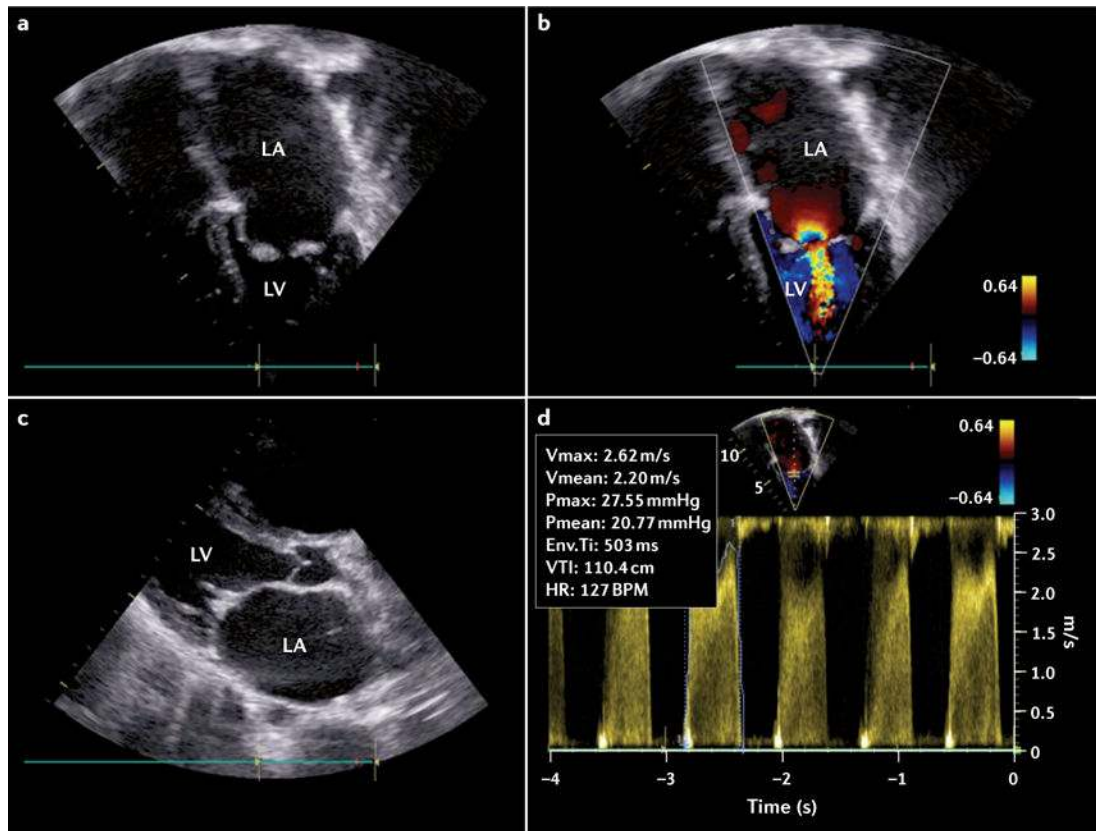 a
LA
LV
b
LA
LV
0.64
−0.64
c
LV
LA
d
Vmax: 2.62 m/s
Vmean: 2.20 m/s
Pmax: 27.55 mmHg
Pmean: 20.77 mmHg
Env.Ti: 503 ms
VTI: 110.4 cm
HR: 127 BPM
10
5
0.64
−0.64
3.0
2.5
2.0
1.5
1.0
0.5
0
m/s
−4
−3
−2
−1
0
Time (s)